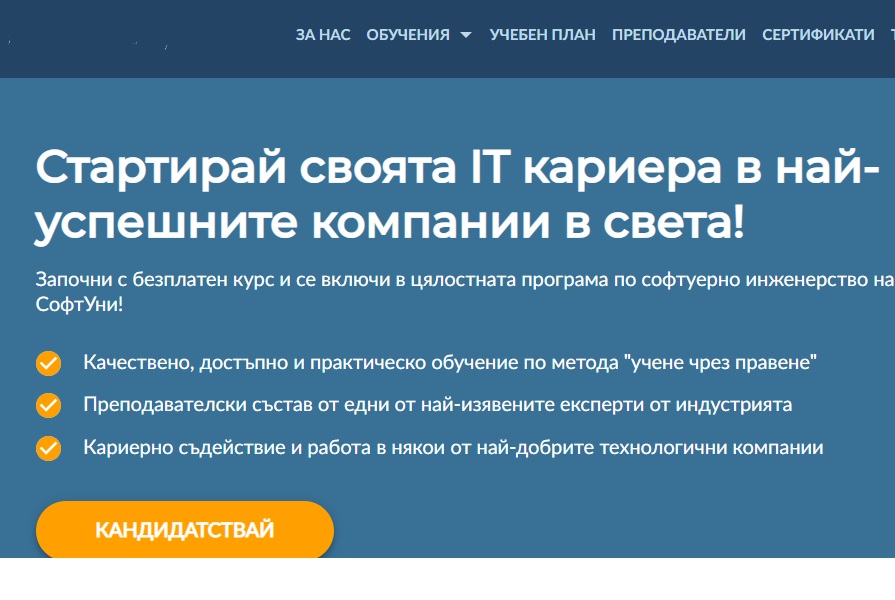 ЗА НАС ОБУЧЕНИЯ УЧЕБЕН ПЛАН ПРЕПОДАВАТЕЛИ СЕРТИФИКАТИ
Стартирай своята IT кариера в най-
успешните компании в света!
Започни с безплатен курс и се включи в цялостната програма по софтуерно инженерство на
СофтУни!
Качествено, достъпно и практическо обучение по метода "учене чрез правене"
Преподавателски състав от едни от най-изявените експерти от индустрията
Кариерно съдействие и работа в някои от най-добрите технологични компании
КАНДИДАТСТВАЙ